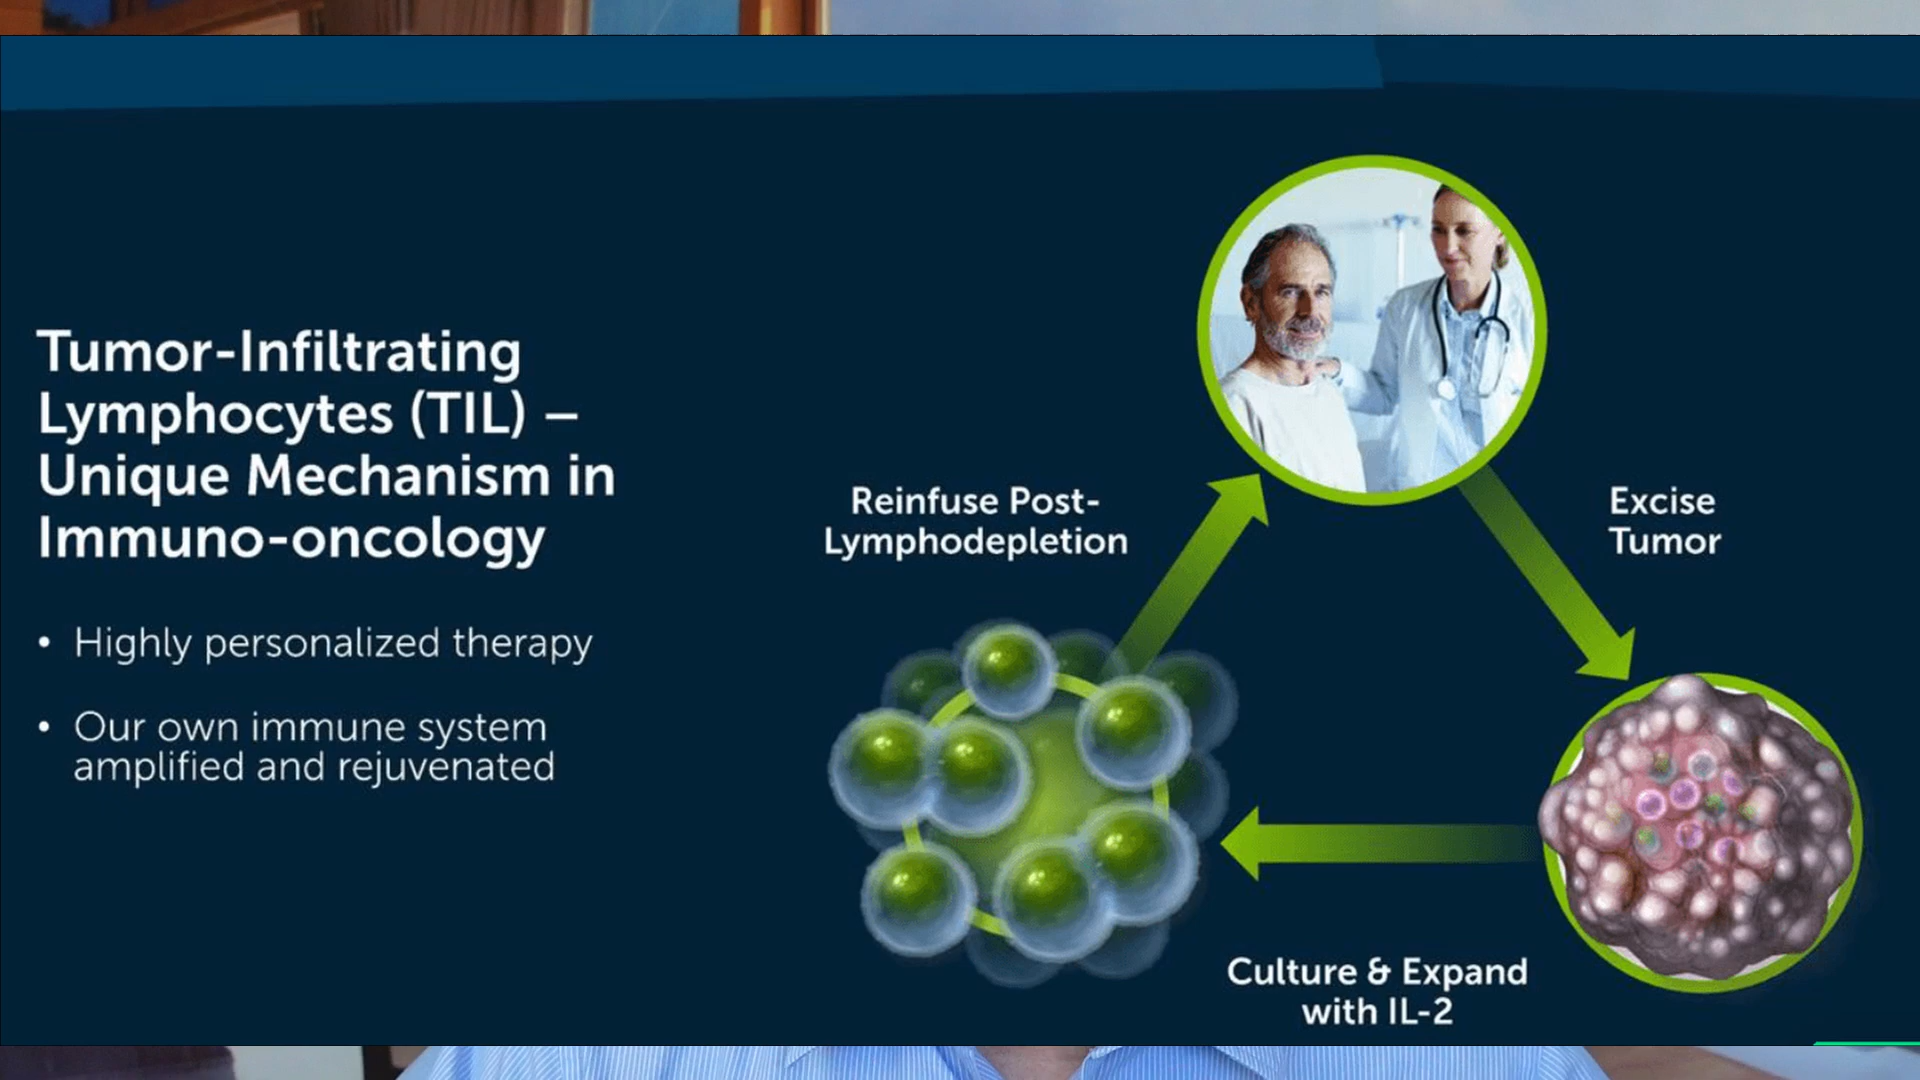 Tumor-Infiltrating
Lymphocytes (TIL) –
Unique Mechanism in
Immuno-oncology
• Highly personalized therapy
• Our own immune system
amplified and rejuvenated
Reinfuse Post-
Lymphodepletion
Excise
Tumor
Culture & Expand
with IL-2